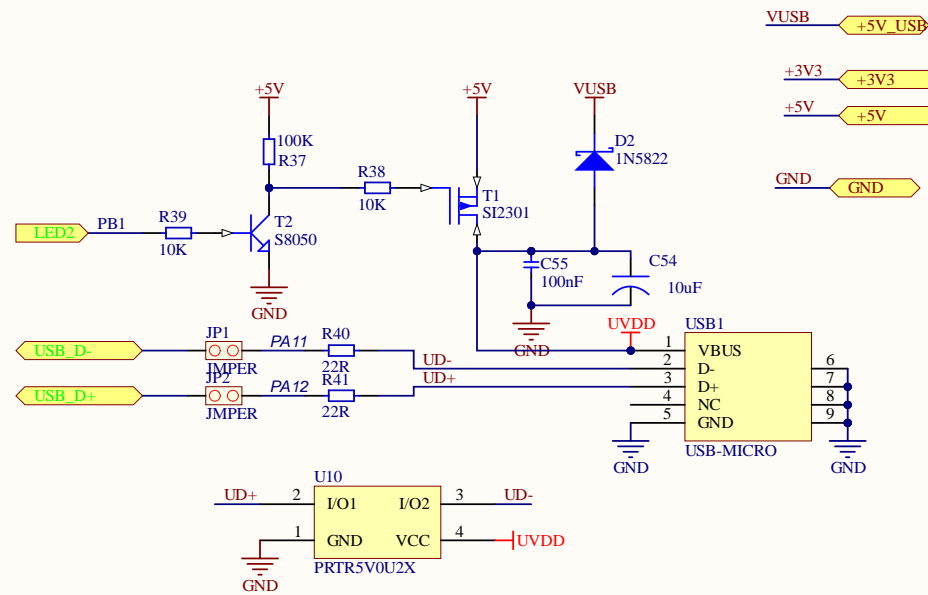 VUSB
+5V_USB
+3V3
+3V3
+5V
+5V
GND
GND
+5V
+5V
VUSB
100K
R37
D2
1N5822
R38
10K
T1
SI2301
LED2
PB1
R39
10K
T2
S8050
GND
C55
100nF
C54
10uF
GND
UVDD
USB1
USB_D-
JP1
JMPER
PA11
R40
22R
UD-
USB_D+
JP2
JMPER
PA12
R41
22R
UD+
1
VBUS
2
D-
3
D+
4
NC
5
GND
6
7
8
9
USB-MICRO
GND
GND
U10
UD+
2
I/O1
I/O2
3
UD-
1
GND
VCC
4
UVDD
PRTR5V0U2X
GND